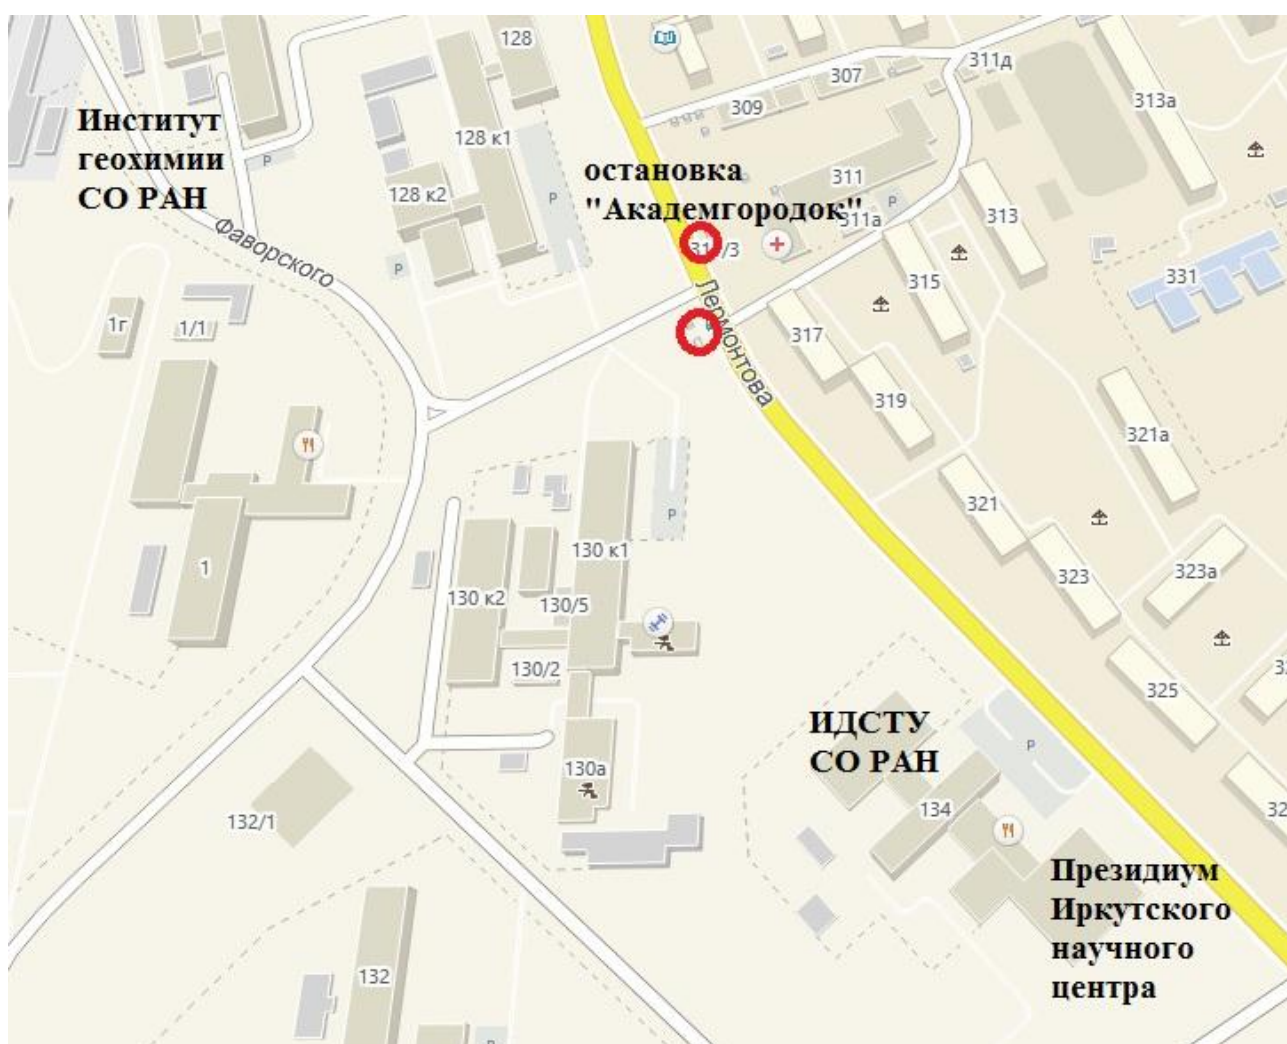 128
307
311д
313а
309
128 к1
Институт
геохимии
СО РАН
P
остановка
"Академгородок"
311
128 к2
P
P
311а
313
Фаворского
/3
P
315
331
Лермонтова
1г
1/1
317
319
321а
321
P
130 к1
1
323
323а
130 к2
130/5
130/2
325
ИДСТУ
СО РАН
P
130а
132/1
134
Президиум
Иркутского
научного
центра
132
P